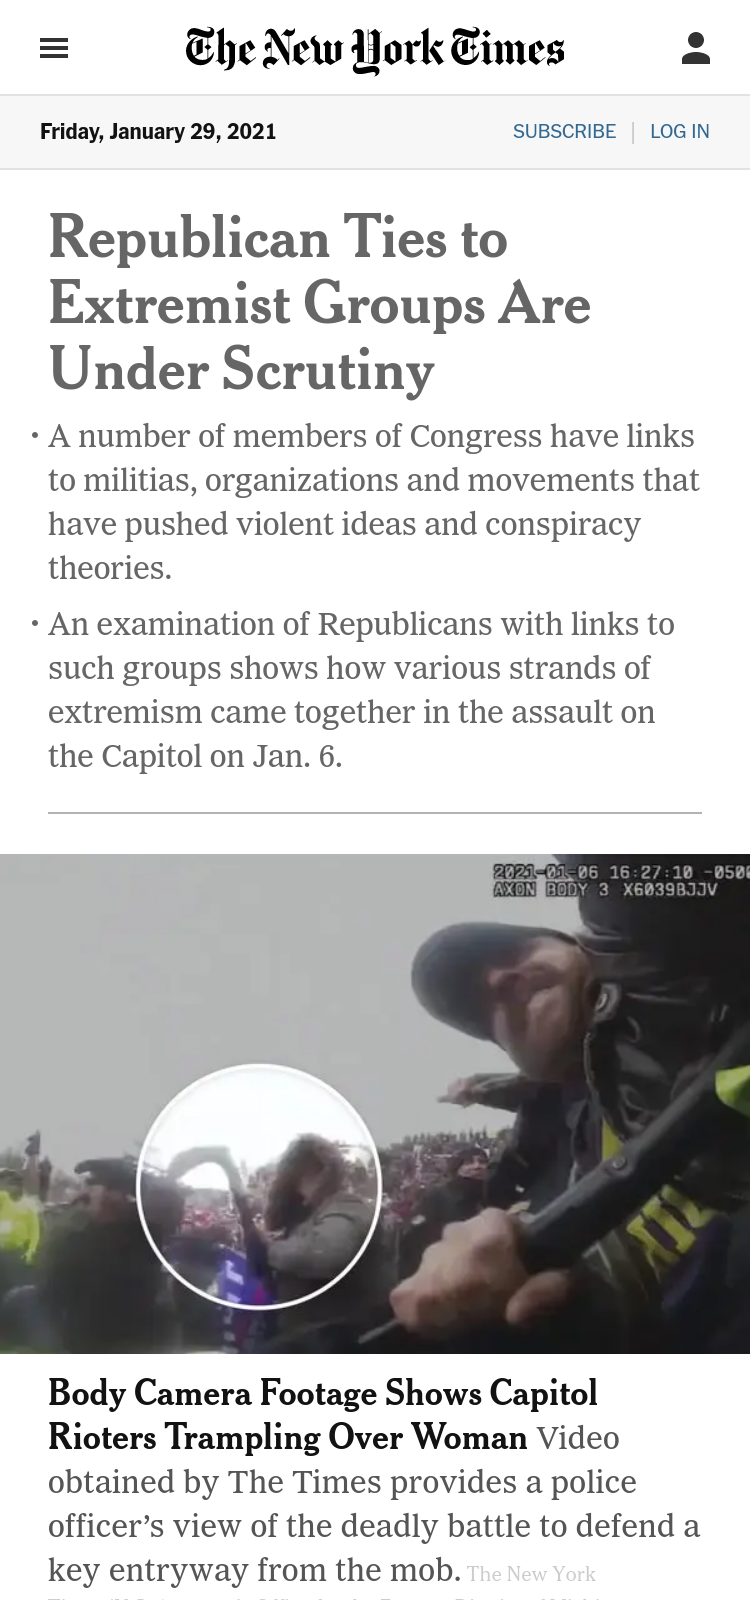 The New York Times
Friday, January 29, 2021
SUBSCRIBE | LOG IN
Republican Ties to
Extremist Groups Are
Under Scrutiny
• A number of members of Congress have links
to militias, organizations and movements that
have pushed violent ideas and conspiracy
theories.
• An examination of Republicans with links to
such groups shows how various strands of
extremism came together in the assault on
the Capitol on Jan. 6.
2021-01-06 16:27:10 -050
AXON BODY 3 X6039BJJV
Body Camera Footage Shows Capitol
Rioters Trampling Over Woman Video
obtained by The Times provides a police
officer’s view of the deadly battle to defend a
key entryway from the mob. The New York